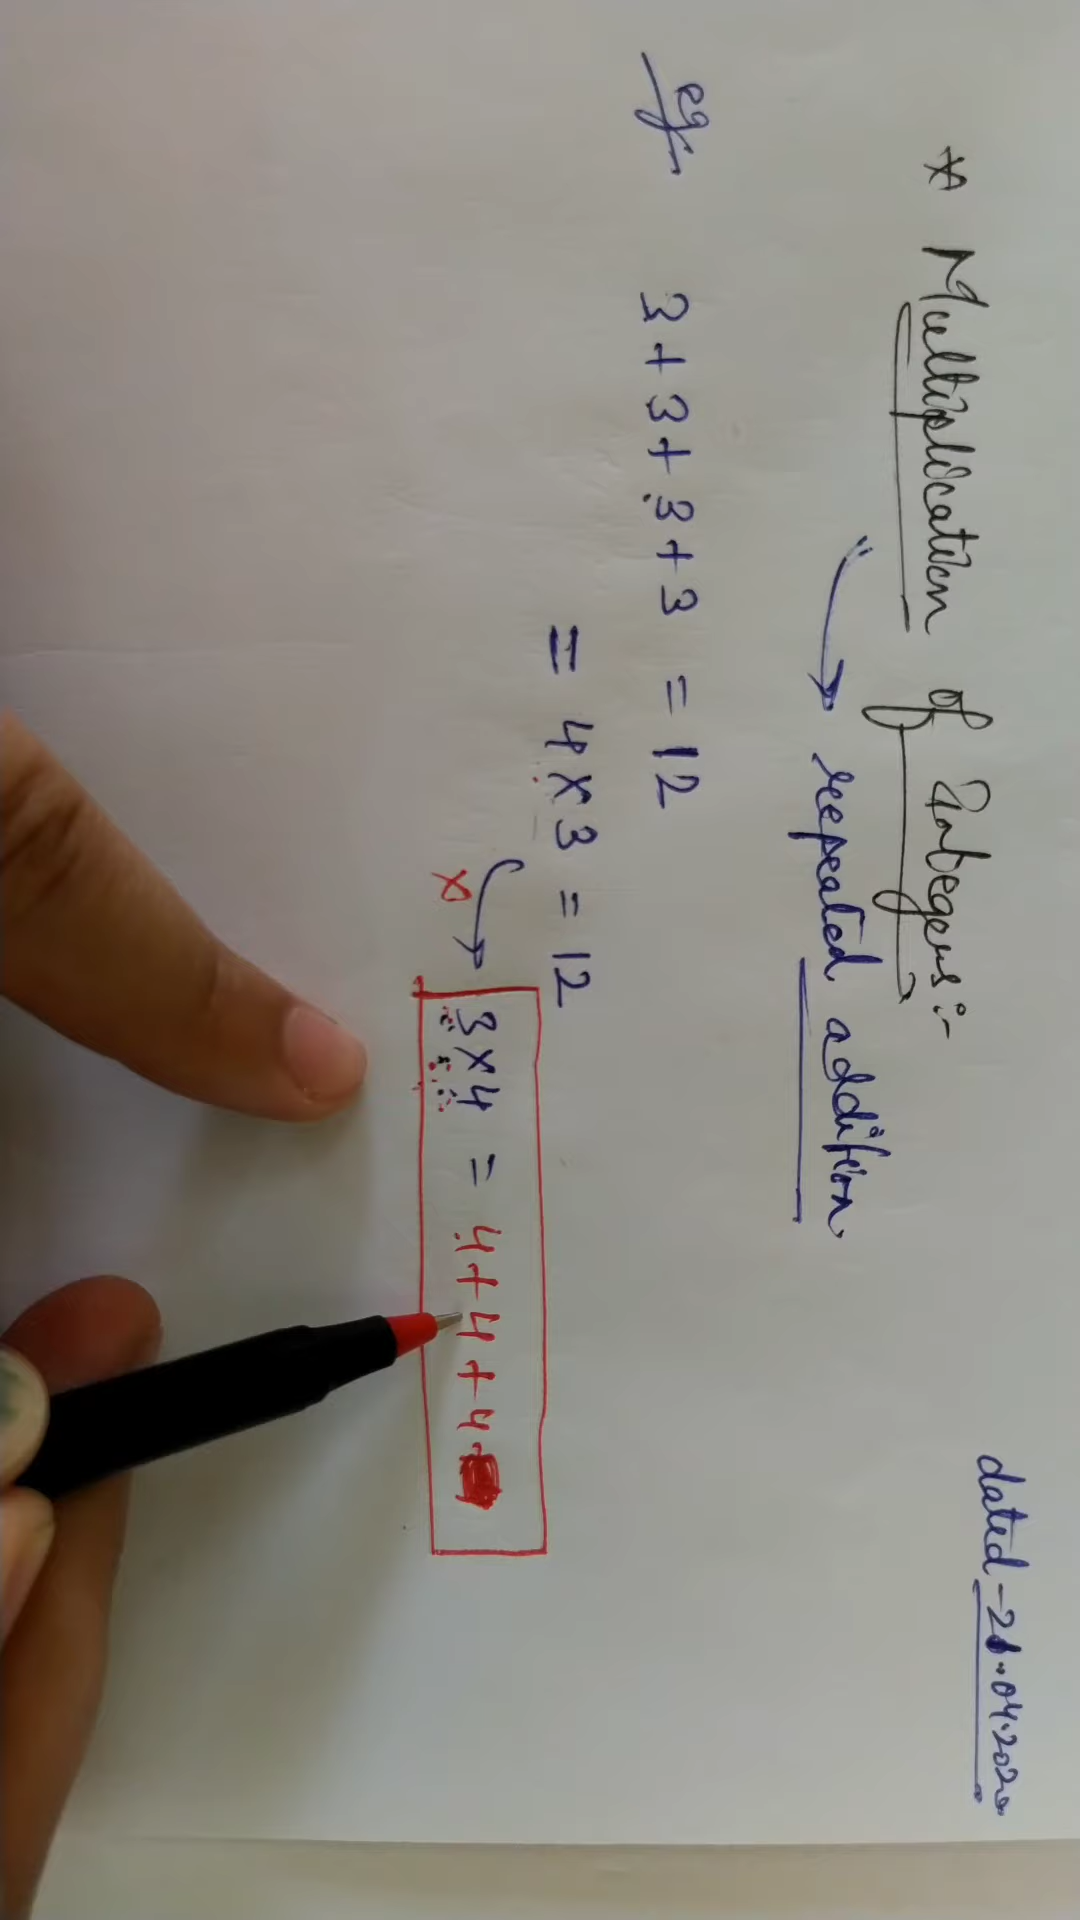 dated - 21.04.2020
* Multiplication of Integers :-
repeated addition.
eg:- 3 + 3 + 3 + 3 = 12
= 4 x 3 = 12
x 3 x 4 = 4 + 4 + 4